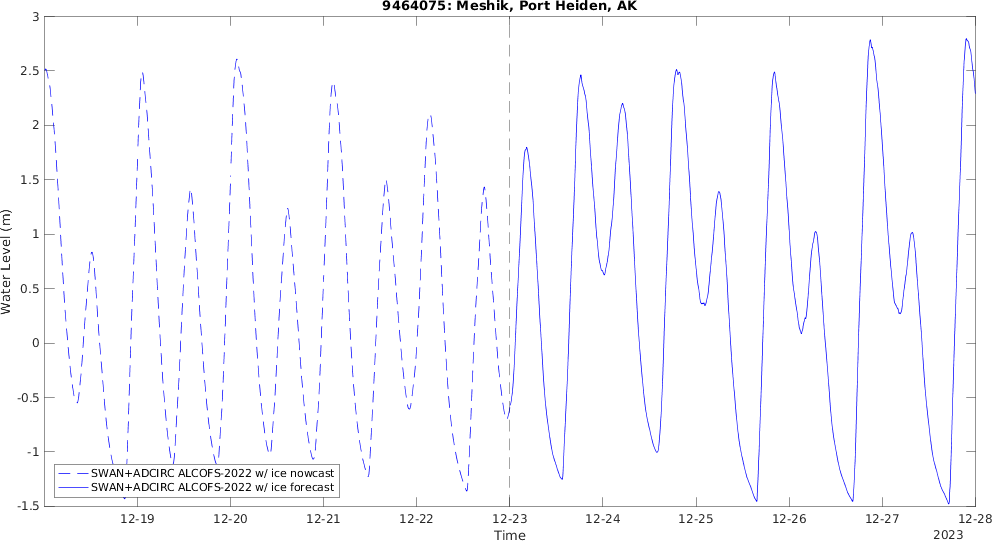 9464075: Meshik, Port Heiden, AK
3
2.5
2
1.5
1
0.5
0
-0.5
-1
-1.5
Water Level (m)
SWAN+ADCIRC ALCOFS-2022 w/ ice nowcast
SWAN+ADCIRC ALCOFS-2022 w/ ice forecast
12-19 12-20 12-21 12-22 12-23 12-24 12-25 12-26 12-27 12-28
Time
2023